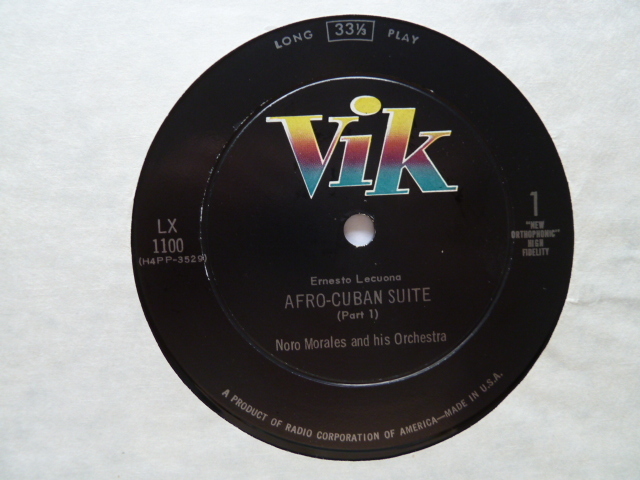 LONG 33⅓ PLAY
Vik
LX
1100
(H4PP-3529)
1
"NEW
ORTHOPHONIC"
HIGH
FIDELITY
Ernesto Lecuona
AFRO-CUBAN SUITE
(Part 1)
Noro Morales and his Orchestra
A PRODUCT OF RADIO CORPORATION OF AMERICA—MADE IN U.S.A.